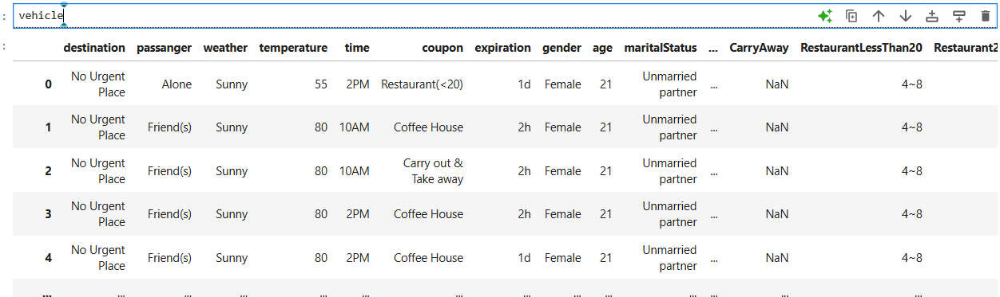 : vehicle
: destination passanger weather temperature time coupon expiration gender age maritalStatus ... CarryAway RestaurantLessThan20 Restaurant2
0 No Urgent Place Alone Sunny 55 2PM Restaurant(<20) 1d Female 21 Unmarried partner ... NaN 4~8
1 No Urgent Place Friend(s) Sunny 80 10AM Coffee House 2h Female 21 Unmarried partner ... NaN 4~8
2 No Urgent Place Friend(s) Sunny 80 10AM Carry out & Take away 2h Female 21 Unmarried partner ... NaN 4~8
3 No Urgent Place Friend(s) Sunny 80 2PM Coffee House 2h Female 21 Unmarried partner ... NaN 4~8
4 No Urgent Place Friend(s) Sunny 80 2PM Coffee House 1d Female 21 Unmarried partner ... NaN 4~8
... ... ... ... ... ... ... ... ... ... ... ... ... ...